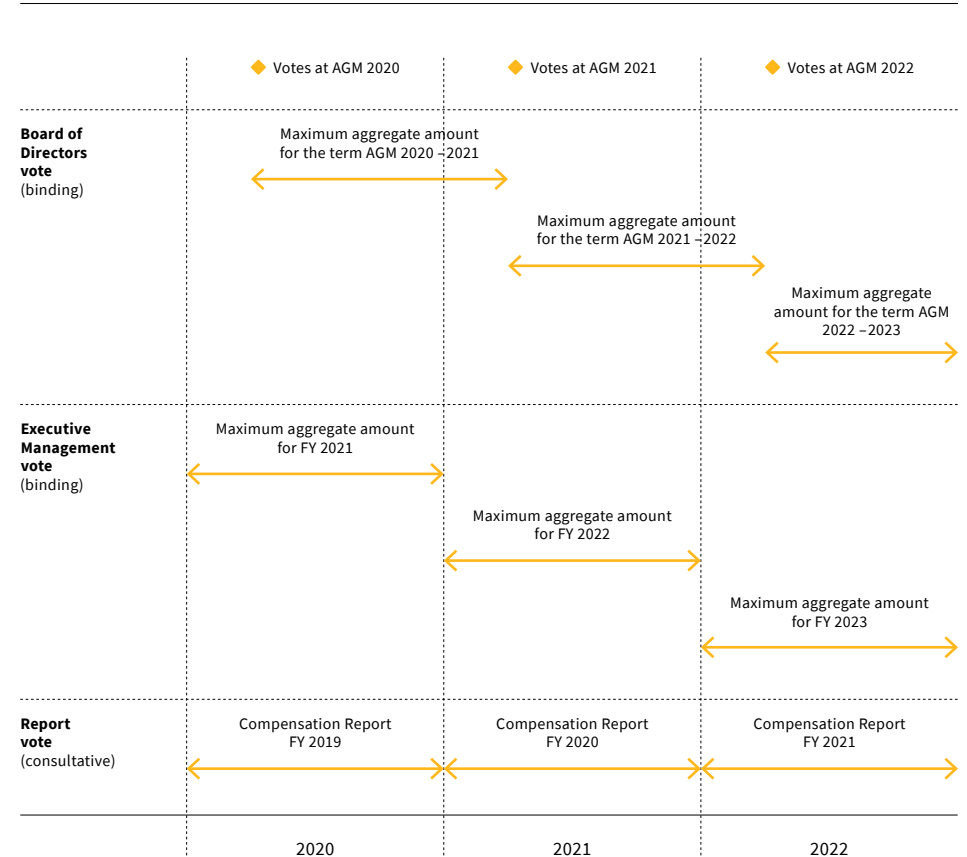 Votes at AGM 2020
Votes at AGM 2021
Votes at AGM 2022
Board of
Directors
vote
(binding)
Maximum aggregate amount
for the term AGM 2020 –2021
Maximum aggregate amount
for the term AGM 2021 –2022
Maximum aggregate
amount for the term AGM
2022 –2023
Executive
Management
vote
(binding)
Maximum aggregate amount
for FY 2021
Maximum aggregate amount
for FY 2022
Maximum aggregate amount
for FY 2023
Report
vote
(consultative)
Compensation Report
FY 2019
Compensation Report
FY 2020
Compensation Report
FY 2021
2020
2021
2022